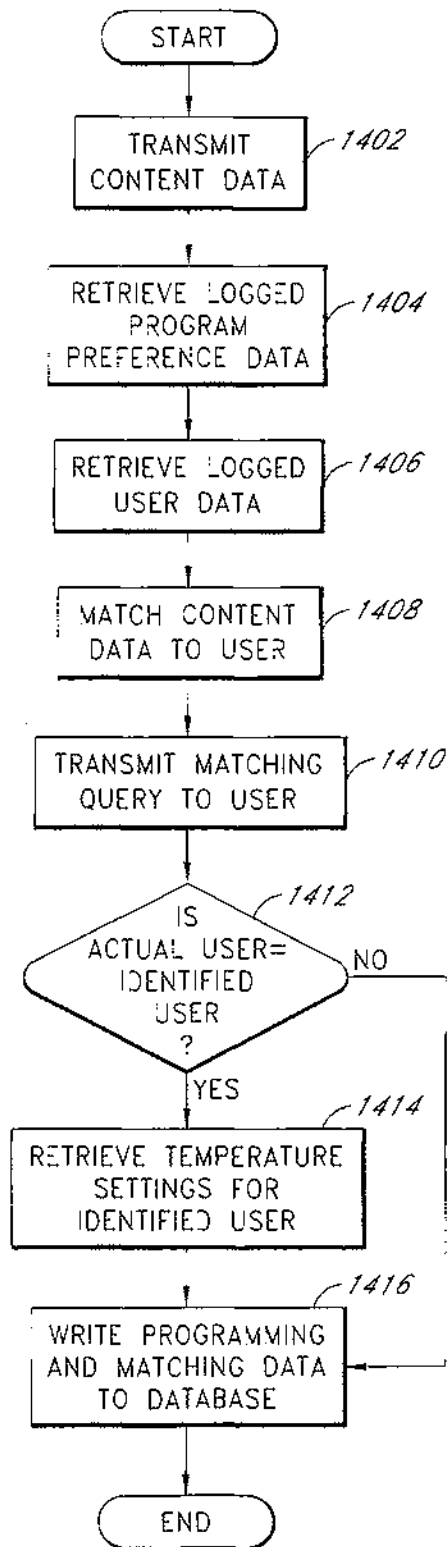 START
TRANSMIT
CONTENT DATA
1402
RETRIEVE LOGGED
PROGRAM
PREFERENCE DATA
1404
RETRIEVE LOGGED
USER DATA
1406
MATCH CONTENT
DATA TO USER
1408
TRANSMIT MATCHING
QUERY TO USER
1410
IS
ACTUAL USER=
IDENTIFIED
USER
?
1412
NO
YES
RETRIEVE TEMPERATURE
SETTINGS FOR
IDENTIFIED USER
1414
WRITE PROGRAMMING
AND MATCHING DATA
TO DATABASE
1416
END